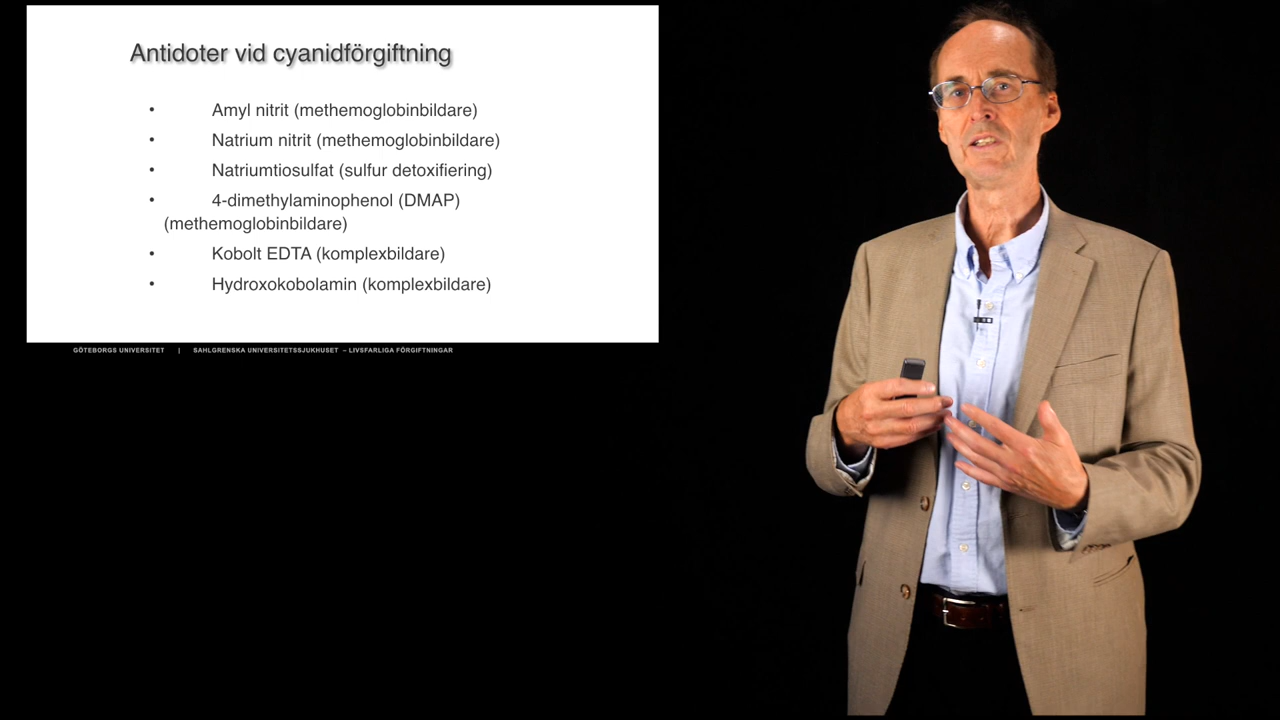 Antidoter vid cyanidförgiftning
• Amyl nitrit (methemoglobinbildare)
• Natrium nitrit (methemoglobinbildare)
• Natriumtiosulfat (sulfur detoxifiering)
• 4-dimethylaminophenol (DMAP)
(methemoglobinbildare)
• Kobolt EDTA (komplexbildare)
• Hydroxokobolamin (komplexbildare)
GÖTEBORGS UNIVERSITET | SAHLGRENSKA UNIVERSITETSSJUKHUSET – LIVSFARLIGA FÖRGIFTNINGAR